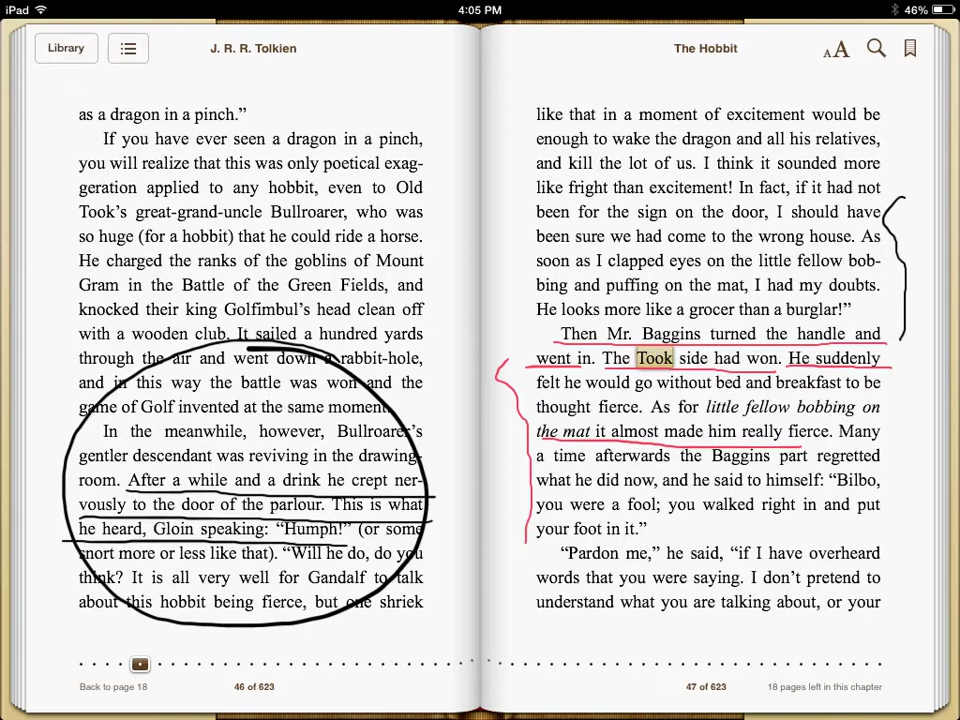 iPad
4:05 PM
46%
Library
J. R. R. Tolkien
The Hobbit
AA
as a dragon in a pinch.”
If you have ever seen a dragon in a pinch,
you will realize that this was only poetical exag-
geration applied to any hobbit, even to Old
Took’s great-grand-uncle Bullroarer, who was
so huge (for a hobbit) that he could ride a horse.
He charged the ranks of the goblins of Mount
Gram in the Battle of the Green Fields, and
knocked their king Golfimbul’s head clean off
with a wooden club. It sailed a hundred yards
through the air and went down a rabbit-hole,
and in this way the battle was won and the
game of Golf invented at the same moment.
In the meanwhile, however, Bullroarer’s
gentler descendant was reviving in the drawing-
room. After a while and a drink he crept ner-
vously to the door of the parlour. This is what
he heard, Gloin speaking: “Humph!” (or some
snort more or less like that). “Will he do, do you
think? It is all very well for Gandalf to talk
about this hobbit being fierce, but one shriek
Back to page 18
46 of 623
like that in a moment of excitement would be
enough to wake the dragon and all his relatives,
and kill the lot of us. I think it sounded more
like fright than excitement! In fact, if it had not
been for the sign on the door, I should have
been sure we had come to the wrong house. As
soon as I clapped eyes on the little fellow bob-
bing and puffing on the mat, I had my doubts.
He looks more like a grocer than a burglar!”
Then Mr. Baggins turned the handle and
went in. The Took side had won. He suddenly
felt he would go without bed and breakfast to be
thought fierce. As for little fellow bobbing on
the mat it almost made him really fierce. Many
a time afterwards the Baggins part regretted
what he did now, and he said to himself: “Bilbo,
you were a fool; you walked right in and put
your foot in it.”
“Pardon me,” he said, “if I have overheard
words that you were saying. I don’t pretend to
understand what you are talking about, or your
47 of 623
18 pages left in this chapter